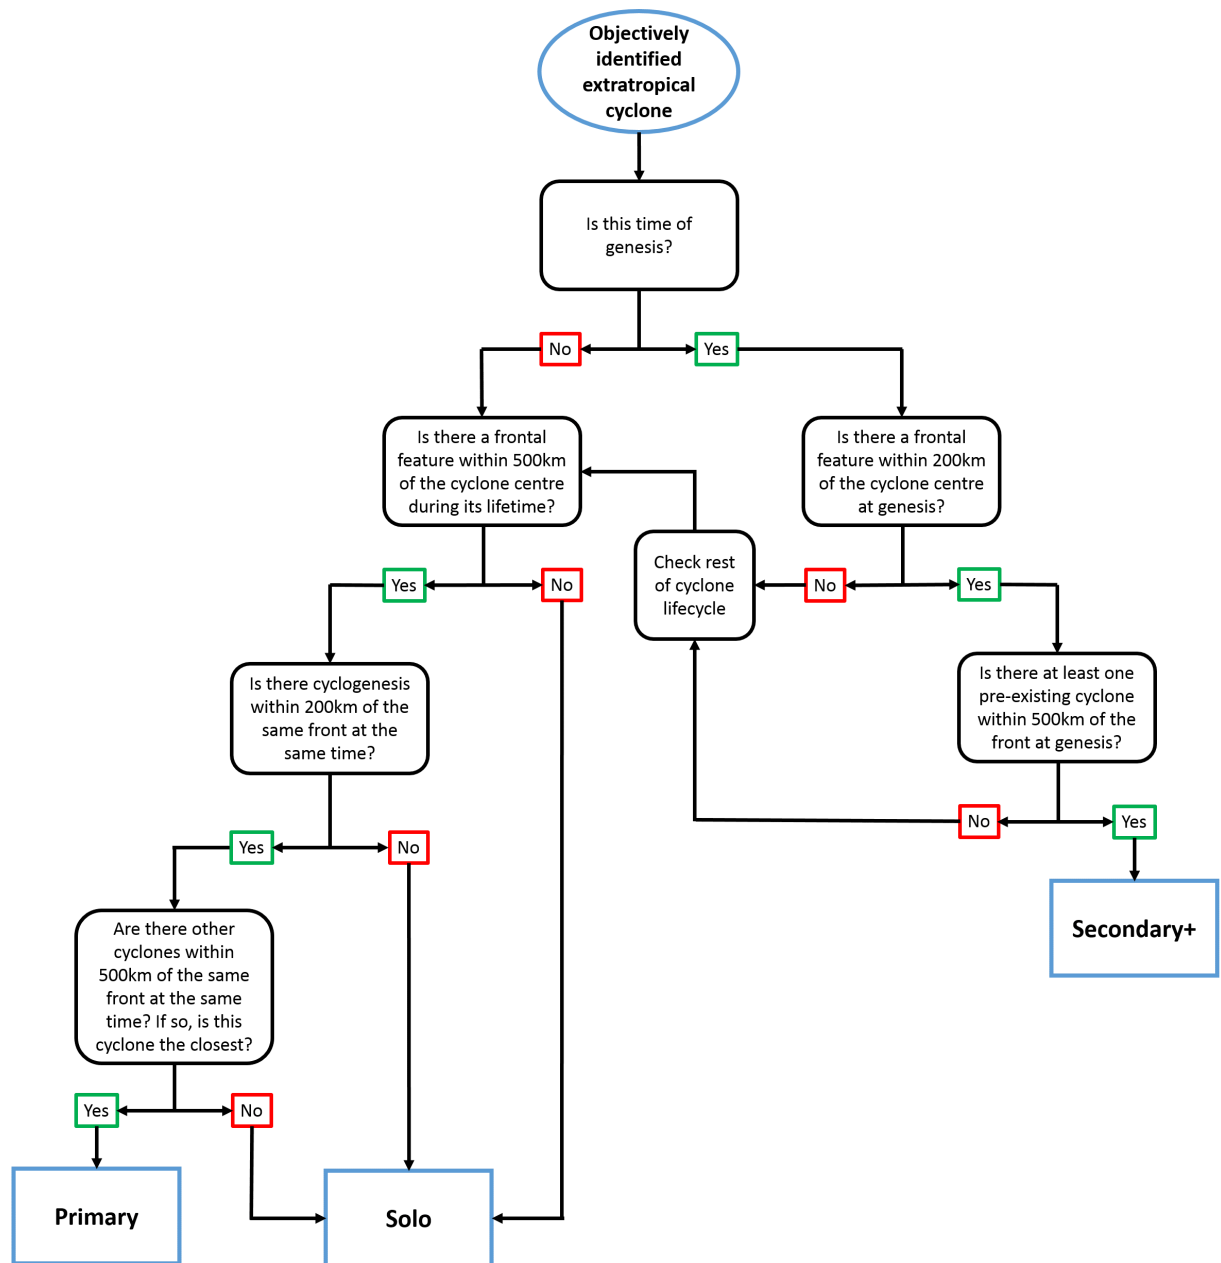 Objectively
identified
extratropical
cyclone
Is this time of
genesis?
No
Yes
Is there a frontal
feature within 500km
of the cyclone centre
during its lifetime?
Is there a frontal
feature within 200km
of the cyclone centre
at genesis?
Check rest
of cyclone
lifecycle
Yes
No
No
Yes
Is there cyclogenesis
within 200km of the
same front at the
same time?
Is there at least one
pre-existing cyclone
within 500km of the
front at genesis?
Yes
No
No
Yes
Are there other
cyclones within
500km of the same
front at the same
time? If so, is this
cyclone the closest?
Secondary+
Yes
No
Primary
Solo